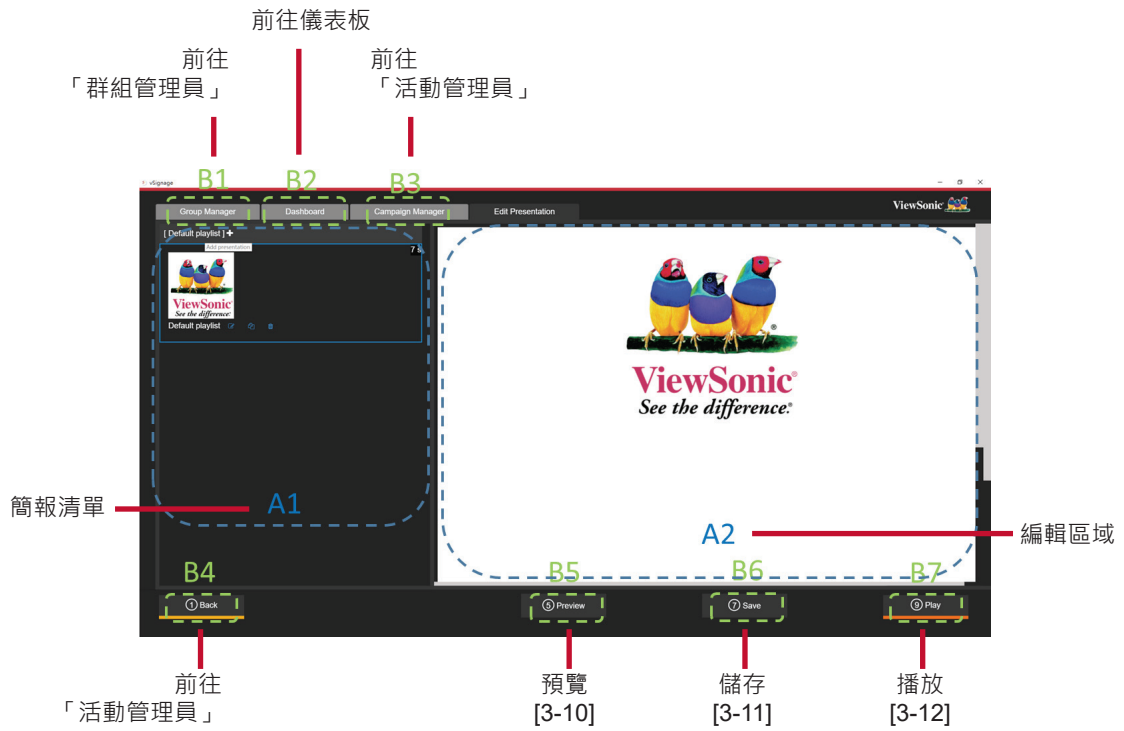 前往儀表板
前往
「群組管理員」
前往
「活動管理員」
B1
B2
B3
vSignage
Group Manager
Dashboard
Campaign Manager
Edit Presentation
ViewSonic
[ Default playlist ] +
Add presentation
7 s
ViewSonic
See the difference
Default playlist
ViewSonic®
See the difference®
簡報清單
A1
A2
編輯區域
B4
B5
B6
B7
① Back
⑤ Preview
⑦ Save
⑨ Play
前往
「活動管理員」
預覽
[3-10]
儲存
[3-11]
播放
[3-12]